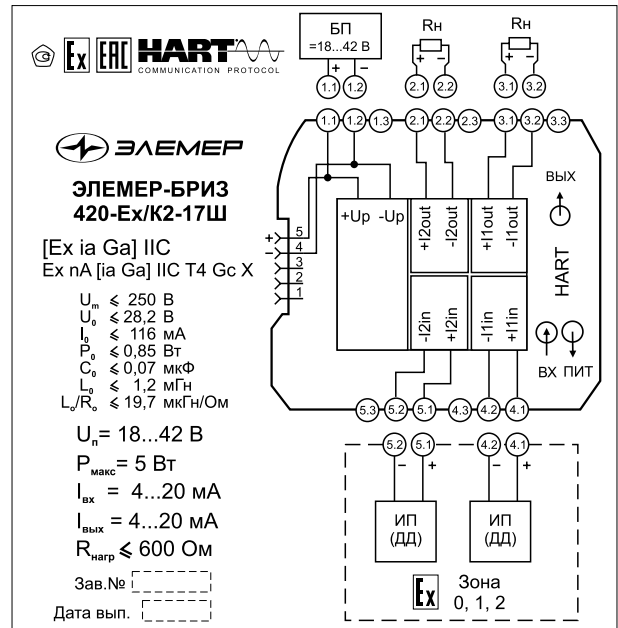 Ex EAC HART
COMMUNICATION PROTOCOL
ЭЛЕМЕР
ЭЛЕМЕР-БРИЗ
420-Ex/К2-17Ш
[Ex ia Ga] IIC
Ex nA [ia Ga] IIC T4 Gc X
Um ⩽ 250 В
U0 ⩽ 28,2 В
I0 ⩽ 116 мА
P0 ⩽ 0,85 Вт
C0 ⩽ 0,07 мкФ
L0 ⩽ 1,2 мГн
Lo/Ro ⩽ 19,7 мкГн/Ом
Uп= 18...42 В
Pмакс= 5 Вт
Iвх = 4...20 мА
Iвых = 4...20 мА
Rнагр ⩽ 600 Ом
Зав.№
Дата вып.
БП
=18...42 В
+ −
1.1 1.2
Rн
+ −
2.1 2.2
Rн
+ −
3.1 3.2
1.1 1.2 1.3 2.1 2.2 2.3 3.1 3.2 3.3
+Up -Up
+I2out
-I2out
+I1out
-I1out
-I2in
+I2in
-I1in
+I1in
ВЫХ
HART
ВХ ПИТ
+ 5
− 4
3
2
1
5.3 5.2 5.1 4.3 4.2 4.1
5.2 5.1 4.2 4.1
− + − +
ИП
(ДД)
ИП
(ДД)
Ex
Зона
0, 1, 2